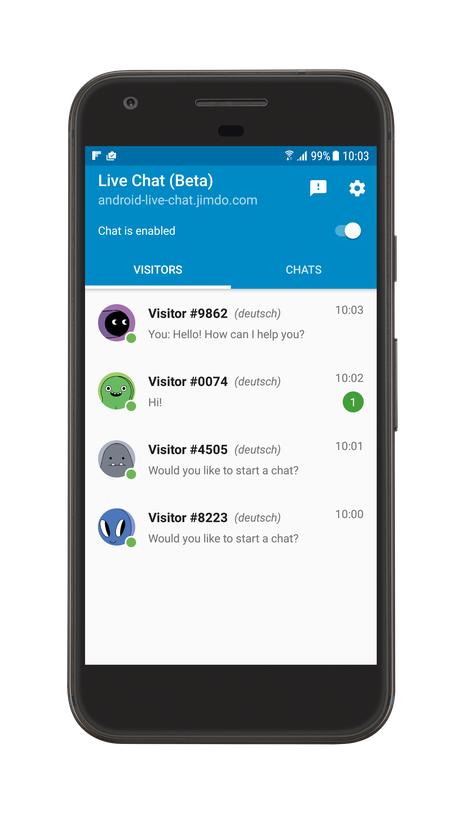 99% 10:03
Live Chat (Beta)
android-live-chat.jimdo.com
Chat is enabled
VISITORS CHATS
Visitor #9862 (deutsch) 10:03
You: Hello! How can I help you?
Visitor #0074 (deutsch) 10:02
Hi! 1
Visitor #4505 (deutsch) 10:01
Would you like to start a chat?
Visitor #8223 (deutsch) 10:00
Would you like to start a chat?